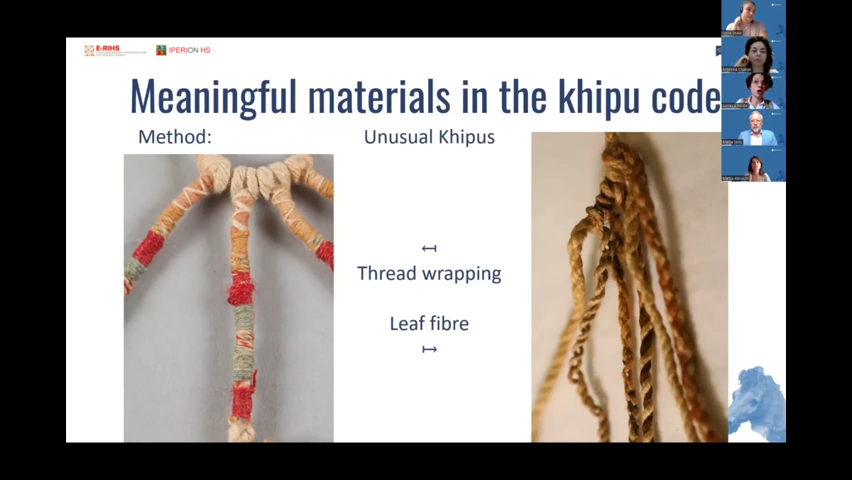 E-RIHS
IPERION HS
Meaningful materials in the khipu code
Method:
Unusual Khipus
↤
Thread wrapping
Leaf fibre
↦